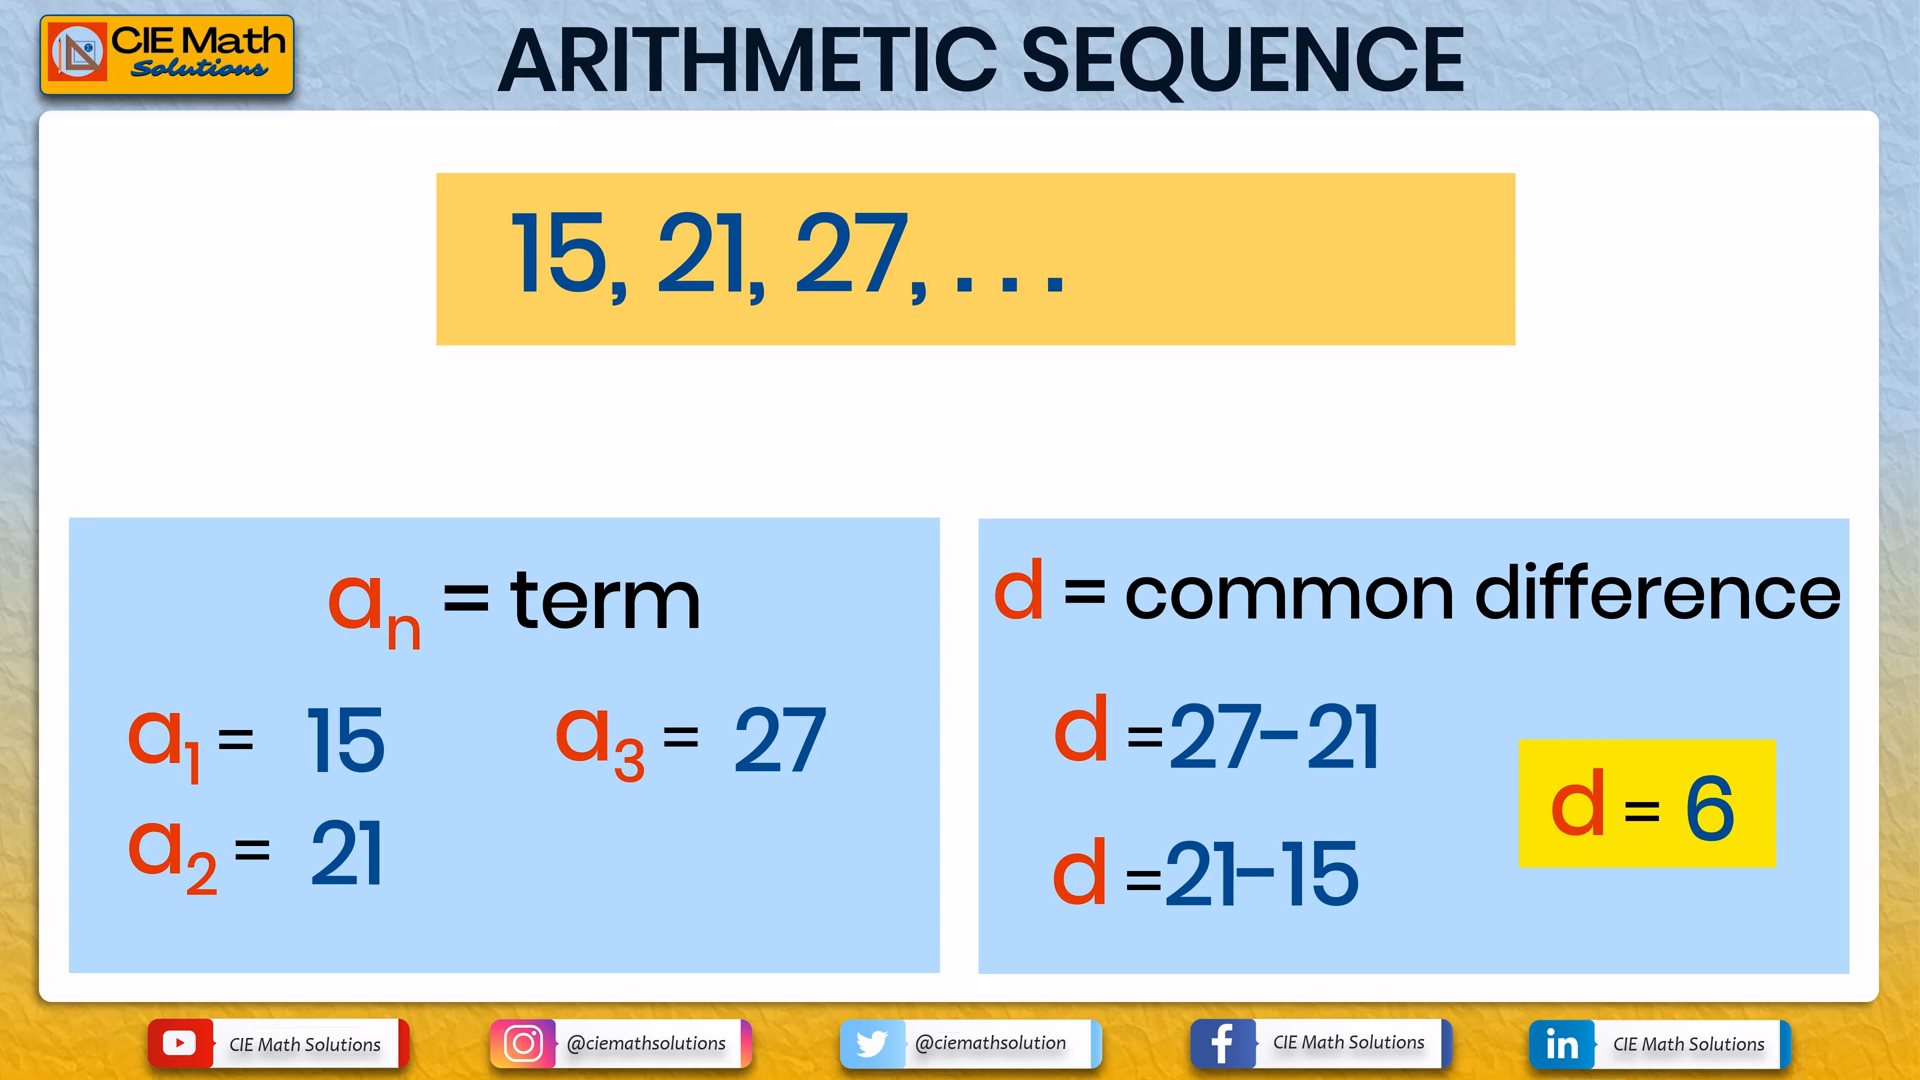 CIE Math
Solutions
ARITHMETIC SEQUENCE
15, 21, 27, . . .
aₙ = term
a₁ = 15
a₃ = 27
a₂ = 21
d = common difference
d = 27-21
d = 21-15
d = 6
CIE Math Solutions
@ciemathsolutions
@ciemathsolution
CIE Math Solutions
in CIE Math Solutions